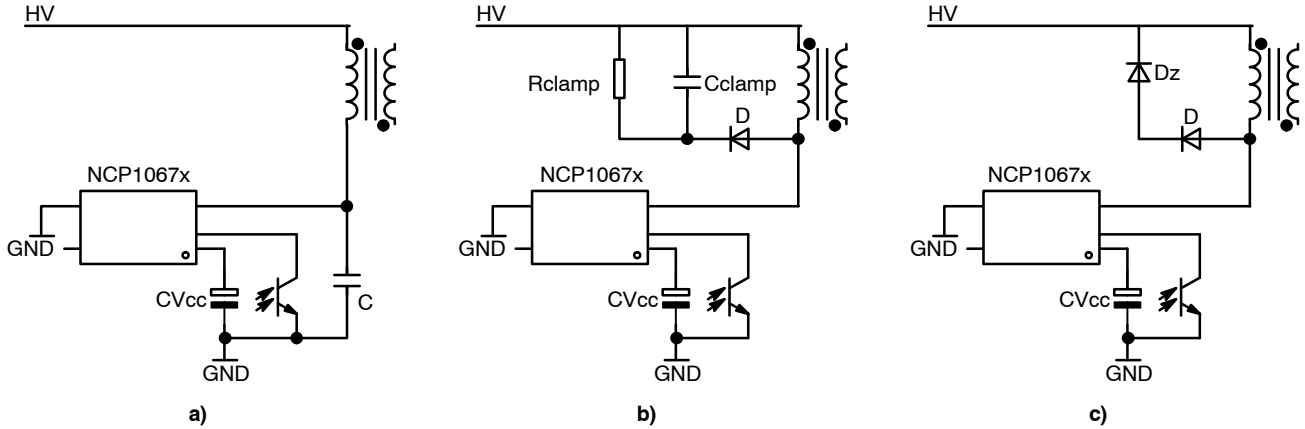 HV
NCP1067x
GND
CVcc
C
GND
a)
HV
Rclamp
Cclamp
D
NCP1067x
GND
CVcc
GND
b)
HV
Dz
D
NCP1067x
GND
CVcc
GND
c)